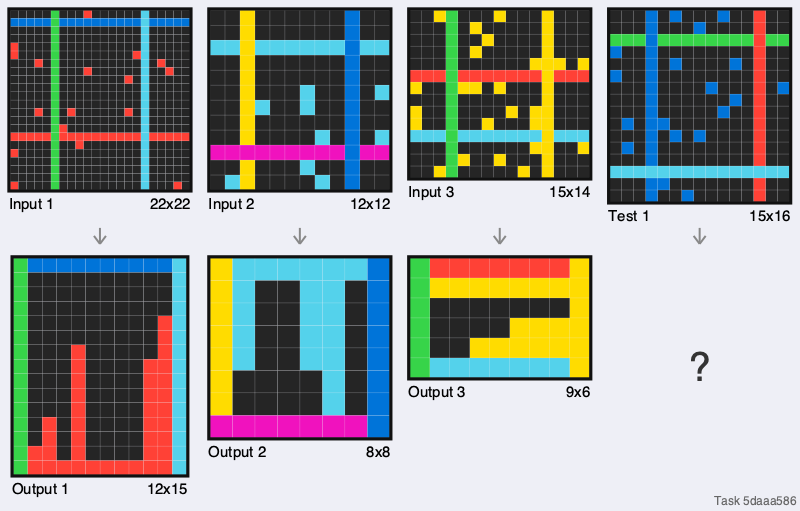 Input 1 22x22
Input 2 12x12
Input 3 15x14
Test 1 15x16
Output 1 12x15
Output 2 8x8
Output 3 9x6
?
Task 5daaa586